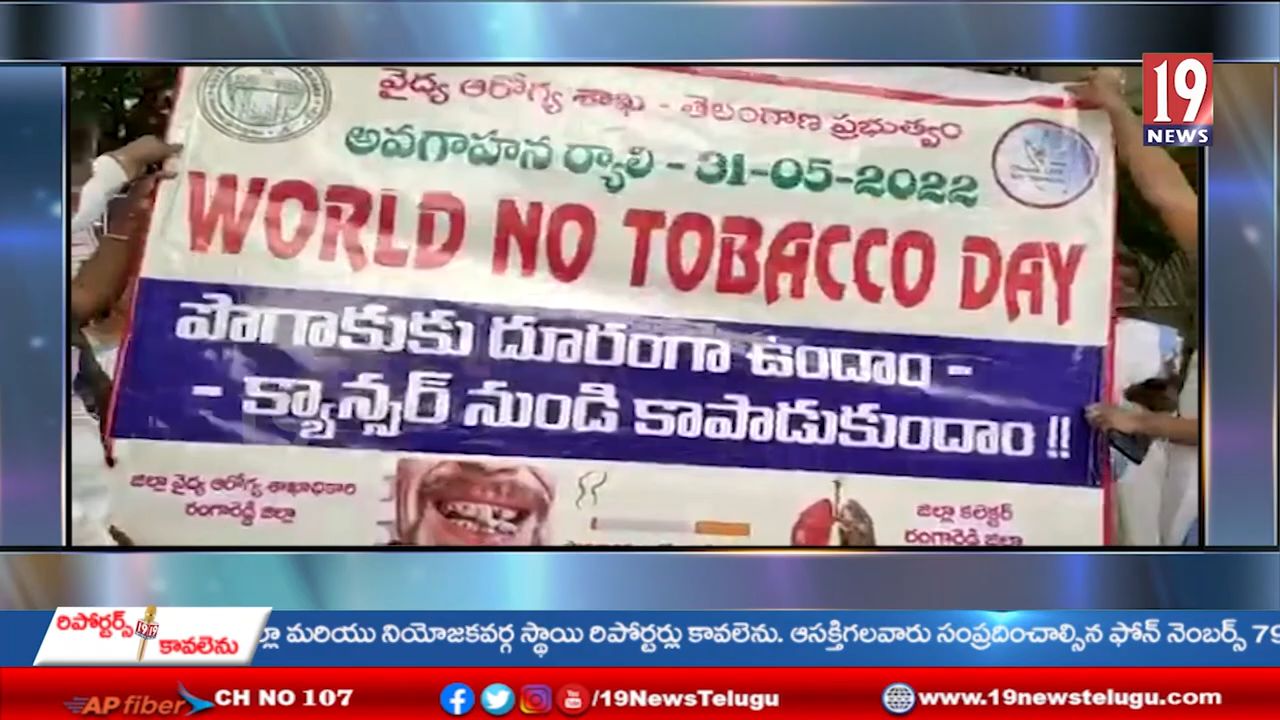 వైద్య ఆరోగ్య శాఖ - తెలంగాణ ప్రభుత్వం
అవగాహన ర్యాలి - 31-05-2022
WORLD NO TOBACCO DAY
పొగాకుకు దూరంగా ఉందాం -
- క్యాన్సర్ నుండి కాపాడుకుందాం !!
జిల్లా వైద్య ఆరోగ్య శాఖాధికారి
రంగారెడ్డి జిల్లా
జిల్లా కలెక్టర్
రంగారెడ్డి జిల్లా
19
NEWS
రిపోర్టర్స్
కావలెను
ల్లా మరియు నియోజకవర్గ స్థాయి రిపోర్టర్లు కావలెను. ఆసక్తిగలవారు సంప్రదించాల్సిన ఫోన్ నెంబర్స్ 79
AP fiber CH NO 107
/19NewsTelugu
www.19newstelugu.com